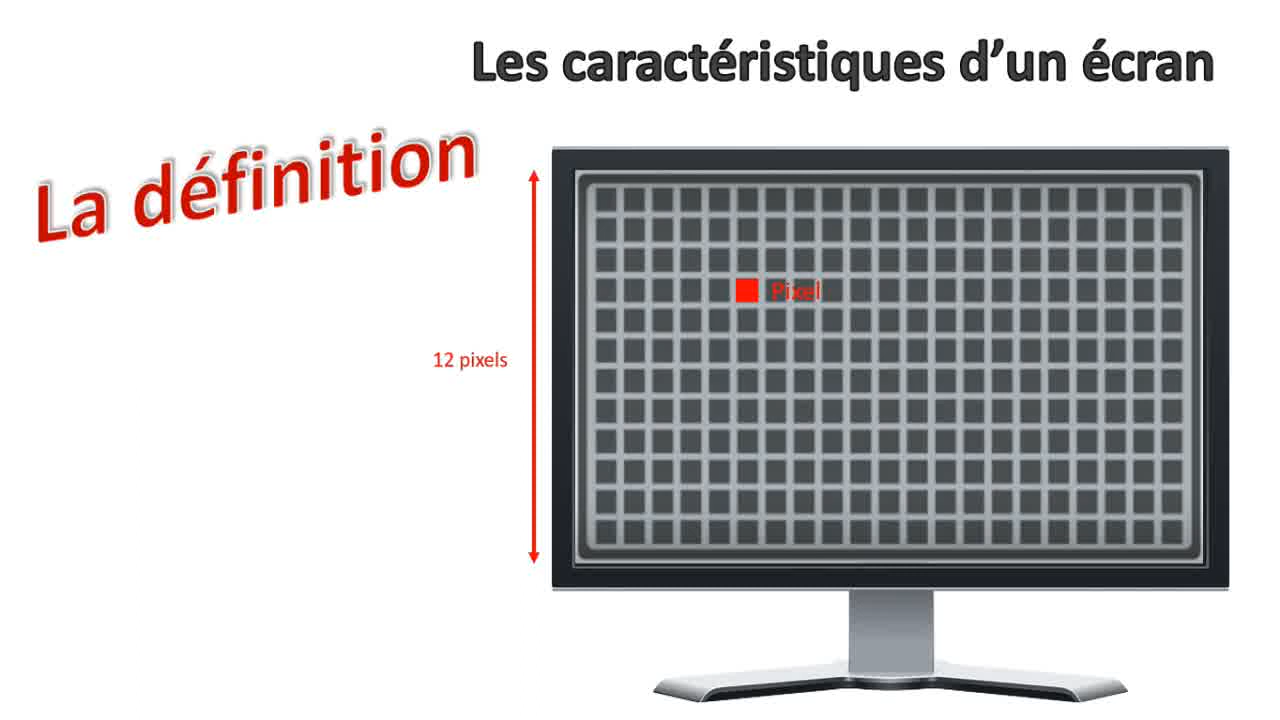 Les caractéristiques d’un écran
La définition
Pixel
12 pixels